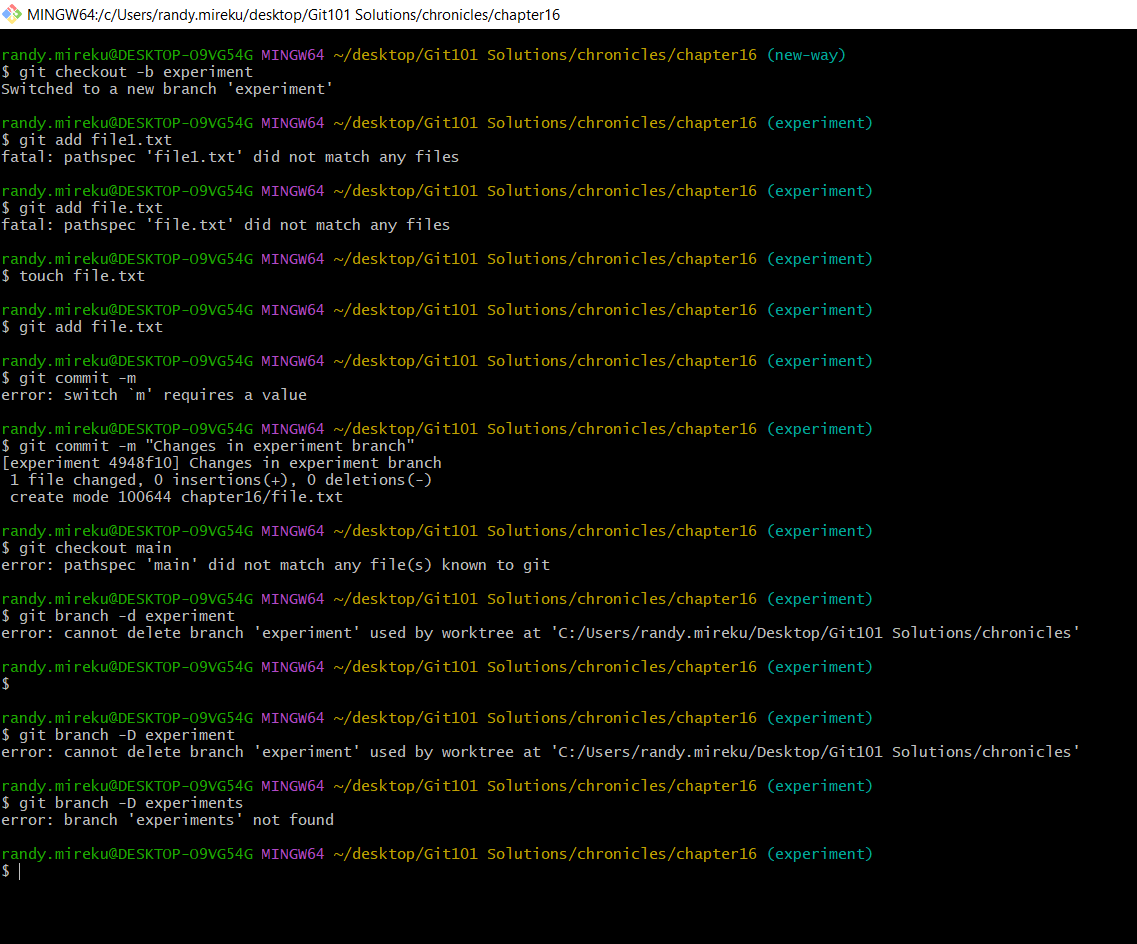 MINGW64:/c/Users/randy.mireku/desktop/Git101 Solutions/chronicles/chapter16
randy.mireku@DESKTOP-O9VG54G MINGW64 ~/desktop/Git101 Solutions/chronicles/chapter16 (new-way)
$ git checkout -b experiment
Switched to a new branch 'experiment'
randy.mireku@DESKTOP-O9VG54G MINGW64 ~/desktop/Git101 Solutions/chronicles/chapter16 (experiment)
$ git add file1.txt
fatal: pathspec 'file1.txt' did not match any files
randy.mireku@DESKTOP-O9VG54G MINGW64 ~/desktop/Git101 Solutions/chronicles/chapter16 (experiment)
$ git add file.txt
fatal: pathspec 'file.txt' did not match any files
randy.mireku@DESKTOP-O9VG54G MINGW64 ~/desktop/Git101 Solutions/chronicles/chapter16 (experiment)
$ touch file.txt
randy.mireku@DESKTOP-O9VG54G MINGW64 ~/desktop/Git101 Solutions/chronicles/chapter16 (experiment)
$ git add file.txt
randy.mireku@DESKTOP-O9VG54G MINGW64 ~/desktop/Git101 Solutions/chronicles/chapter16 (experiment)
$ git commit -m
error: switch `m' requires a value
randy.mireku@DESKTOP-O9VG54G MINGW64 ~/desktop/Git101 Solutions/chronicles/chapter16 (experiment)
$ git commit -m "Changes in experiment branch"
[experiment 4948f10] Changes in experiment branch
1 file changed, 0 insertions(+), 0 deletions(-)
create mode 100644 chapter16/file.txt
randy.mireku@DESKTOP-O9VG54G MINGW64 ~/desktop/Git101 Solutions/chronicles/chapter16 (experiment)
$ git checkout main
error: pathspec 'main' did not match any file(s) known to git
randy.mireku@DESKTOP-O9VG54G MINGW64 ~/desktop/Git101 Solutions/chronicles/chapter16 (experiment)
$ git branch -d experiment
error: cannot delete branch 'experiment' used by worktree at 'C:/Users/randy.mireku/Desktop/Git101 Solutions/chronicles'
randy.mireku@DESKTOP-O9VG54G MINGW64 ~/desktop/Git101 Solutions/chronicles/chapter16 (experiment)
$
randy.mireku@DESKTOP-O9VG54G MINGW64 ~/desktop/Git101 Solutions/chronicles/chapter16 (experiment)
$ git branch -D experiment
error: cannot delete branch 'experiment' used by worktree at 'C:/Users/randy.mireku/Desktop/Git101 Solutions/chronicles'
randy.mireku@DESKTOP-O9VG54G MINGW64 ~/desktop/Git101 Solutions/chronicles/chapter16 (experiment)
$ git branch -D experiments
error: branch 'experiments' not found
randy.mireku@DESKTOP-O9VG54G MINGW64 ~/desktop/Git101 Solutions/chronicles/chapter16 (experiment)
$